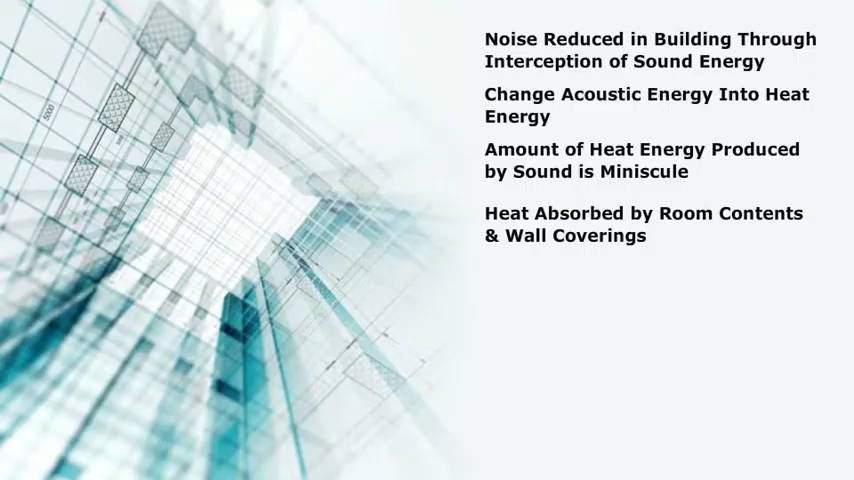 Noise Reduced in Building Through
Interception of Sound Energy
Change Acoustic Energy Into Heat
Energy
Amount of Heat Energy Produced
by Sound is Miniscule
Heat Absorbed by Room Contents
& Wall Coverings
5000